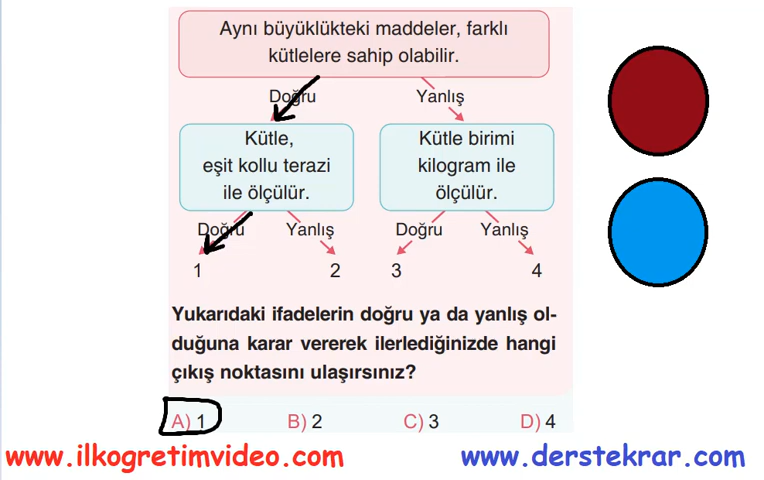 Aynı büyüklükteki maddeler, farklı
kütlelere sahip olabilir.
Doğru
Yanlış
Kütle,
eşit kollu terazi
ile ölçülür.
Kütle birimi
kilogram ile
ölçülür.
Doğru
Yanlış
Doğru
Yanlış
1
2
3
4
Yukarıdaki ifadelerin doğru ya da yanlış ol-
duğuna karar vererek ilerlediğinizde hangi
çıkış noktasını ulaşırsınız?
A) 1
B) 2
C) 3
D) 4
www.ilkogretimvideo.com
www.derstekrar.com